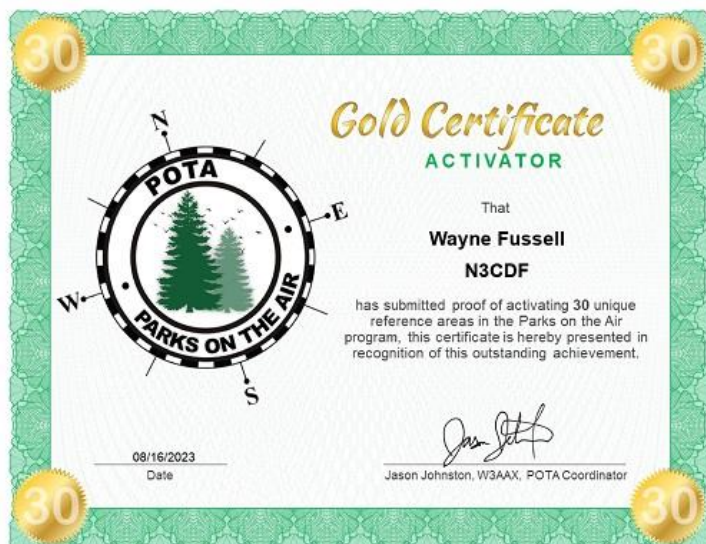 30
30
Gold Certificate
ACTIVATOR
N
E
S
W
POTA
PARKS ON THE AIR
That
Wayne Fussell
N3CDF
has submitted proof of activating 30 unique
reference areas in the Parks on the Air
program, this certificate is hereby presented in
recognition of this outstanding achievement.
08/16/2023
Date
Jason Johnston, W3AAX, POTA Coordinator
30
30